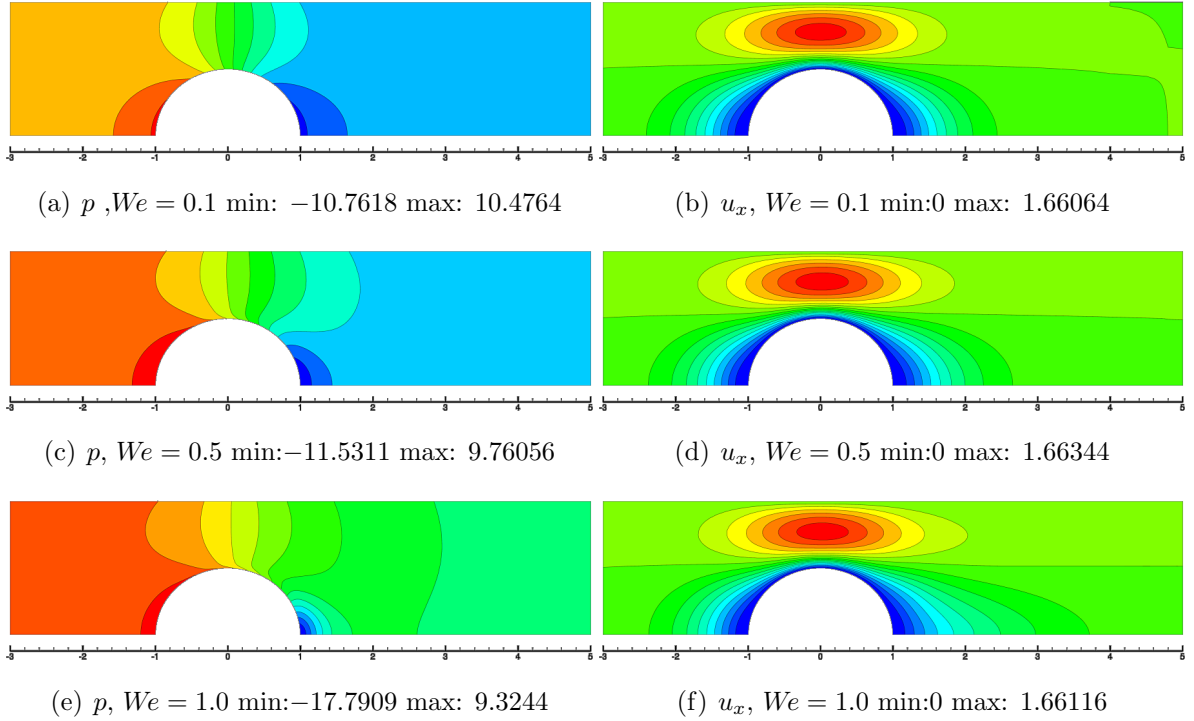 -3 -2 -1 0 1 2 3 4 5
-3 -2 -1 0 1 2 3 4 5
(a) p ,We = 0.1 min: −10.7618 max: 10.4764
(b) u_x, We = 0.1 min:0 max: 1.66064
-3 -2 -1 0 1 2 3 4 5
-3 -2 -1 0 1 2 3 4 5
(c) p, We = 0.5 min:−11.5311 max: 9.76056
(d) u_x, We = 0.5 min:0 max: 1.66344
-3 -2 -1 0 1 2 3 4 5
-3 -2 -1 0 1 2 3 4 5
(e) p, We = 1.0 min:−17.7909 max: 9.3244
(f) u_x, We = 1.0 min:0 max: 1.66116